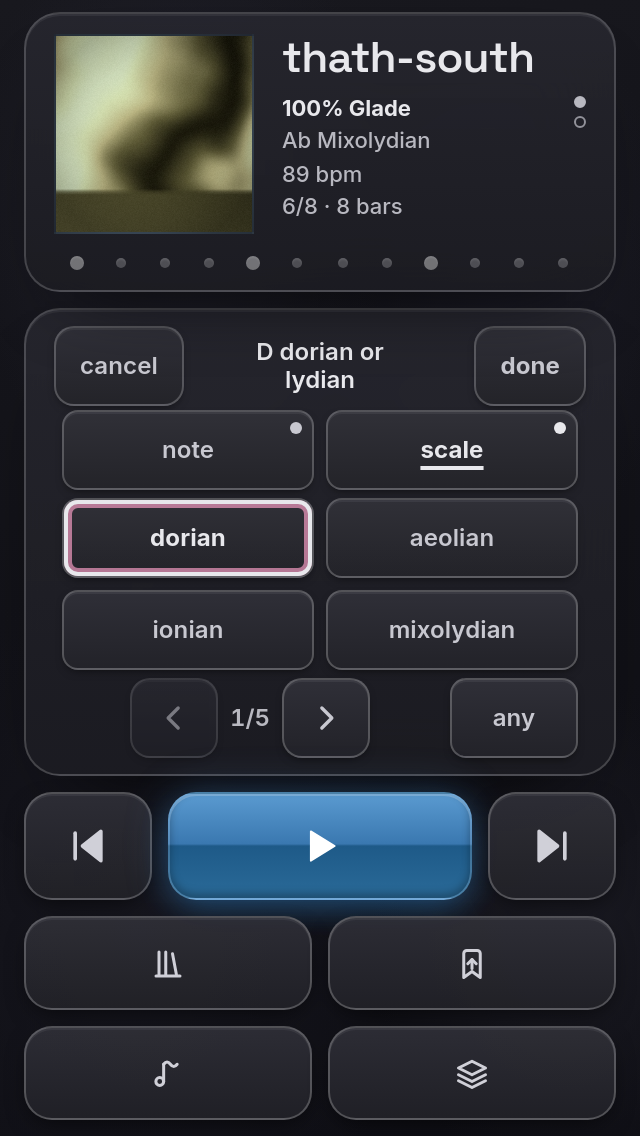 thath-south
100% Glade
Ab Mixolydian
89 bpm
6/8 · 8 bars
cancel
D dorian or
lydian
done
note
scale
dorian
aeolian
ionian
mixolydian
1/5
any